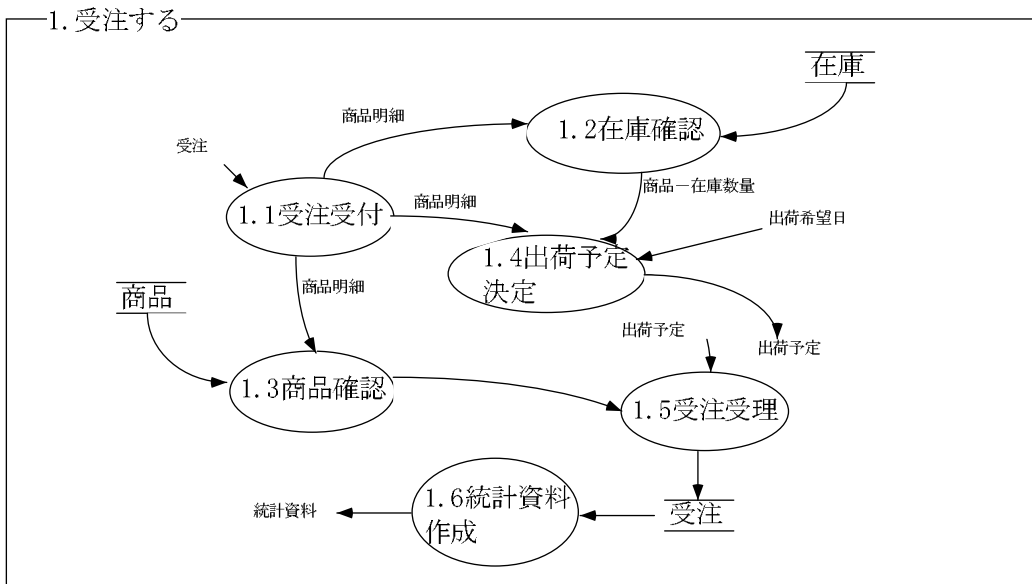 1.受注する
在庫
商品明細
1.2在庫確認
受注
商品－在庫数量
1.1受注受付
商品明細
出荷希望日
1.4出荷予定
決定
商品明細
商品
出荷予定
出荷予定
1.3商品確認
1.5受注受理
1.6統計資料
作成
統計資料
受注